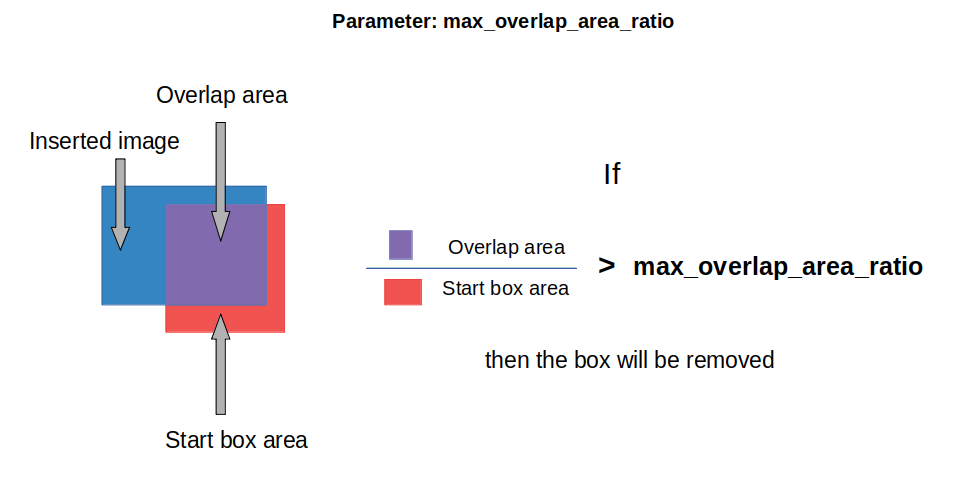 Parameter: max_overlap_area_ratio
Overlap area
Inserted image
If
Overlap area
> max_overlap_area_ratio
Start box area
then the box will be removed
Start box area